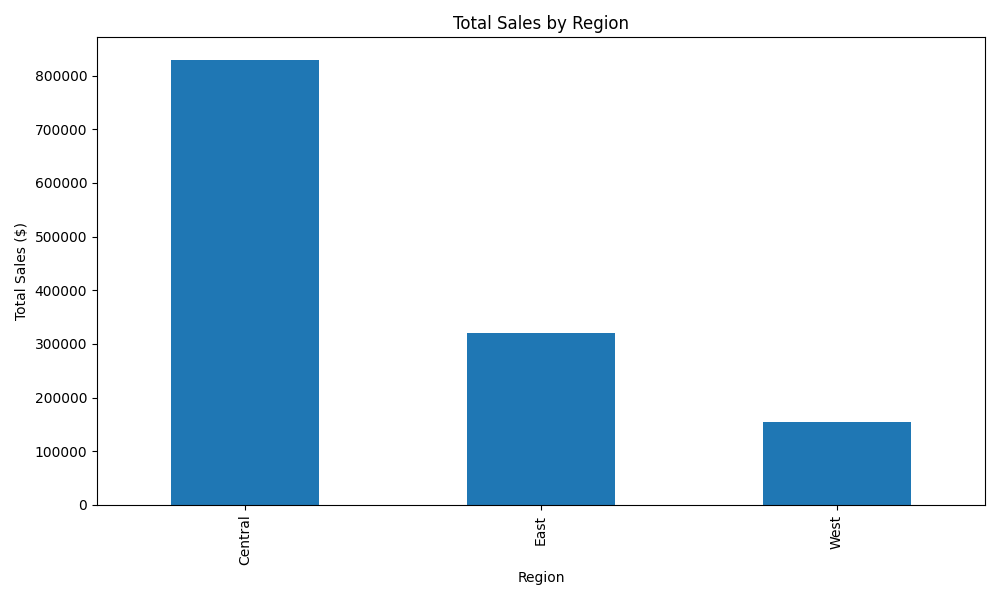 Total Sales by Region
Total Sales ($)
800000
700000
600000
500000
400000
300000
200000
100000
0
Central
East
West
Region